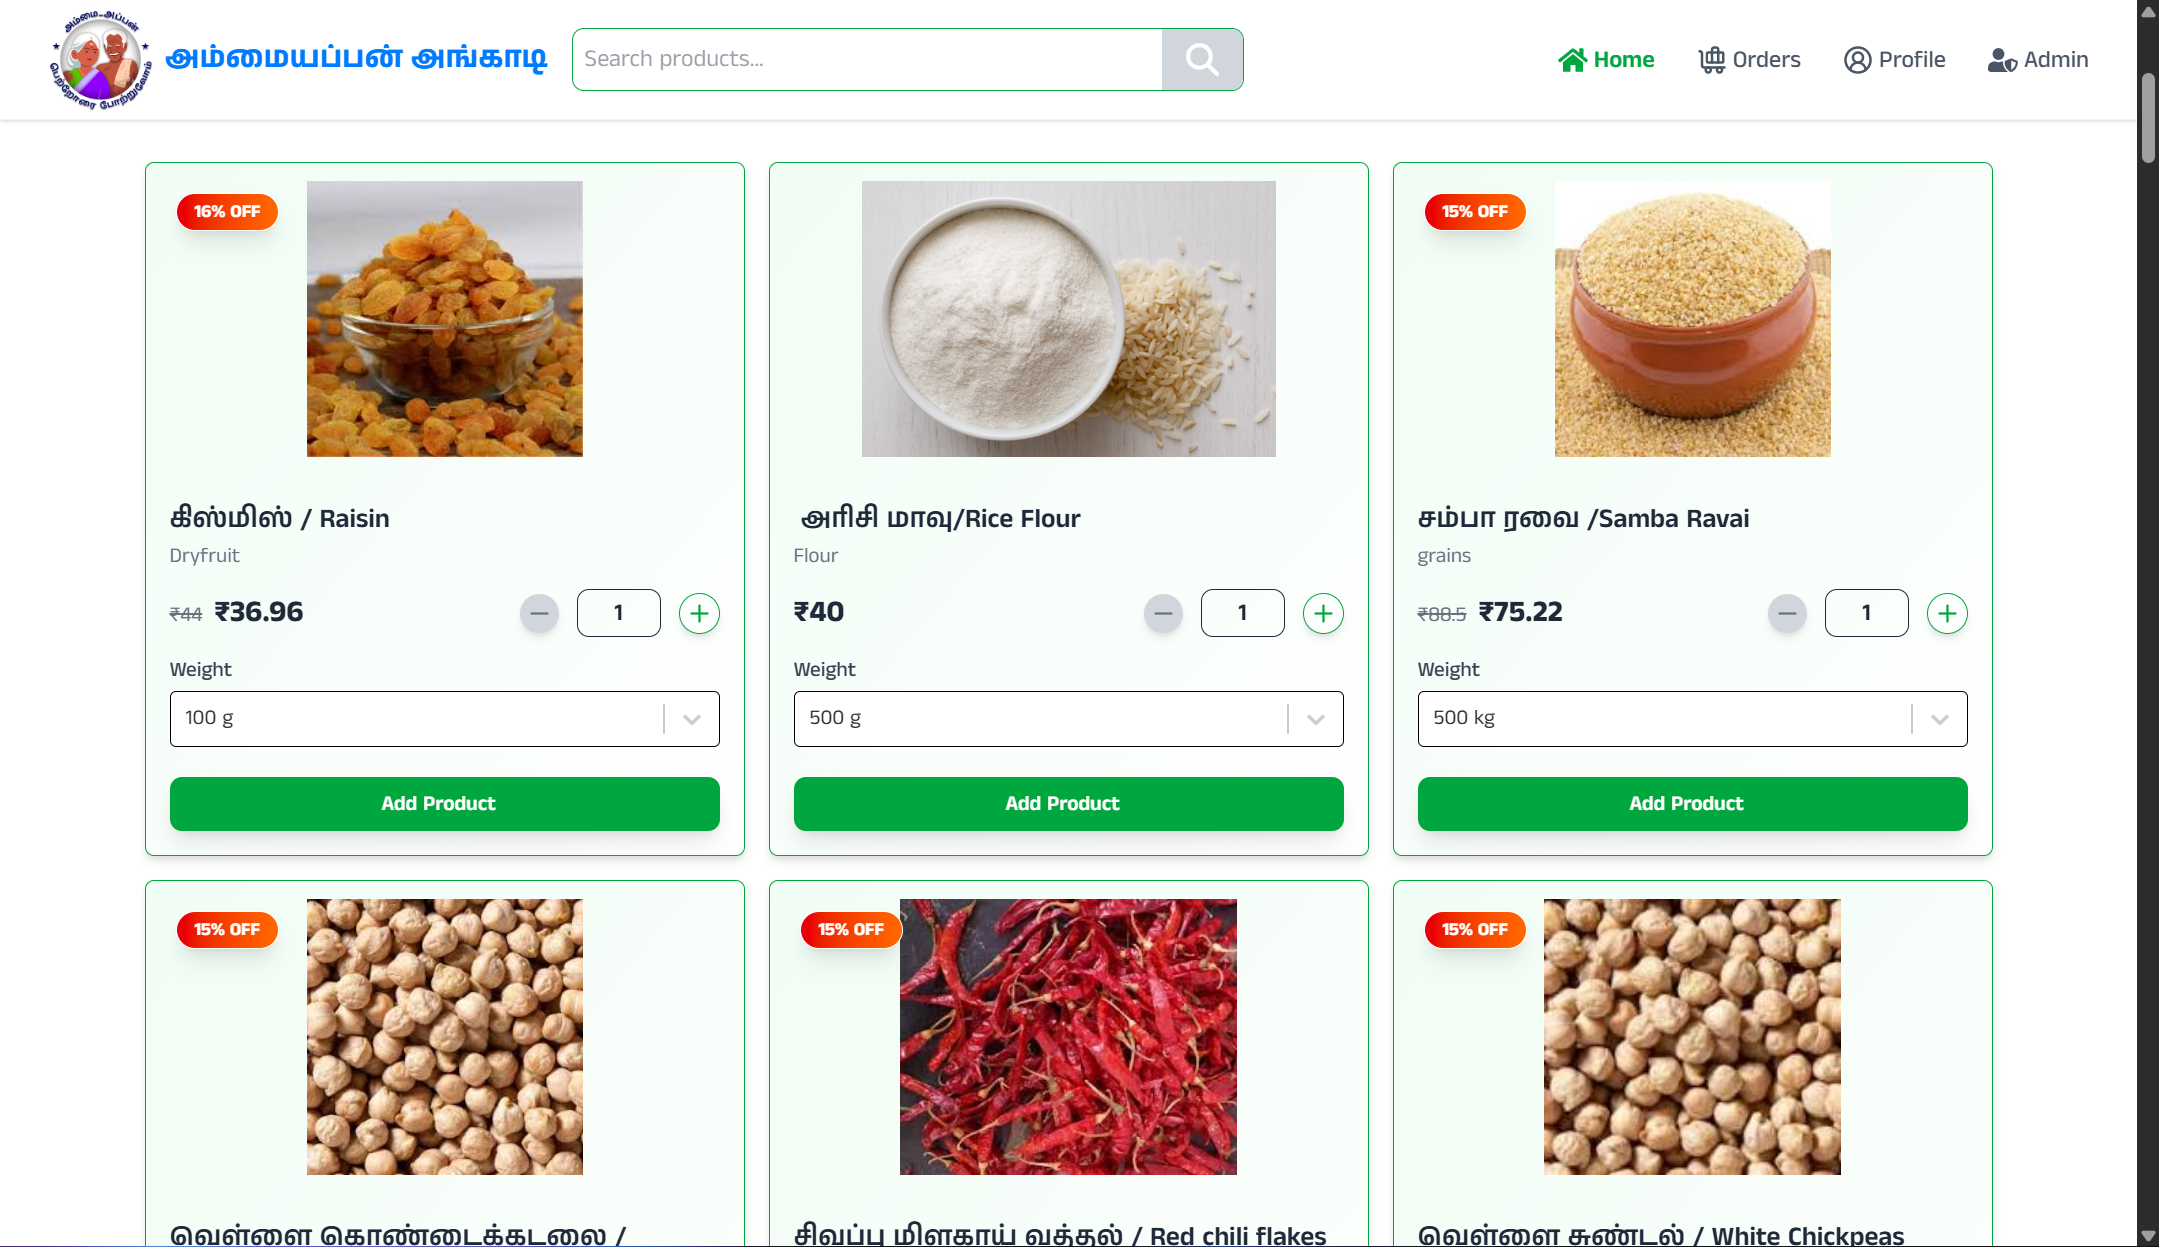 அம்மை-அப்பன்
பெற்றோரை போற்றுவோம்
அம்மையப்பன் அங்காடி
Search products...
Home
Orders
Profile
Admin
16% OFF
கிஸ்மிஸ் / Raisin
Dryfruit
₹44 ₹36.96
1
Weight
100 g
Add Product
அரிசி மாவு/Rice Flour
Flour
₹40
1
Weight
500 g
Add Product
15% OFF
சம்பா ரவை /Samba Ravai
grains
₹88.5 ₹75.22
1
Weight
500 kg
Add Product
15% OFF
வெள்ளை கொண்டைக்கடலை /
15% OFF
சிவப்பு மிளகாய் வத்தல் / Red chili flakes
15% OFF
வெள்ளை சுண்டல் / White Chickpeas